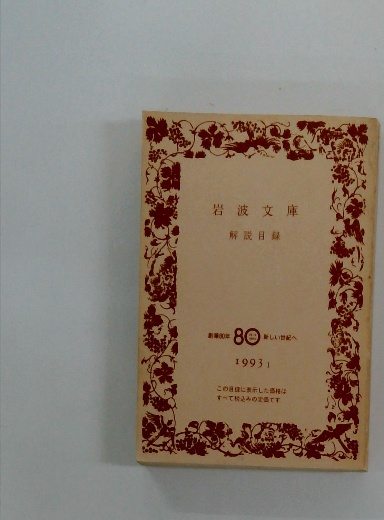 岩波文庫
解説目録
創業80年 80 新しい世紀へ
1993 1
この目録に表示した価格は
すべて税込みの定価です